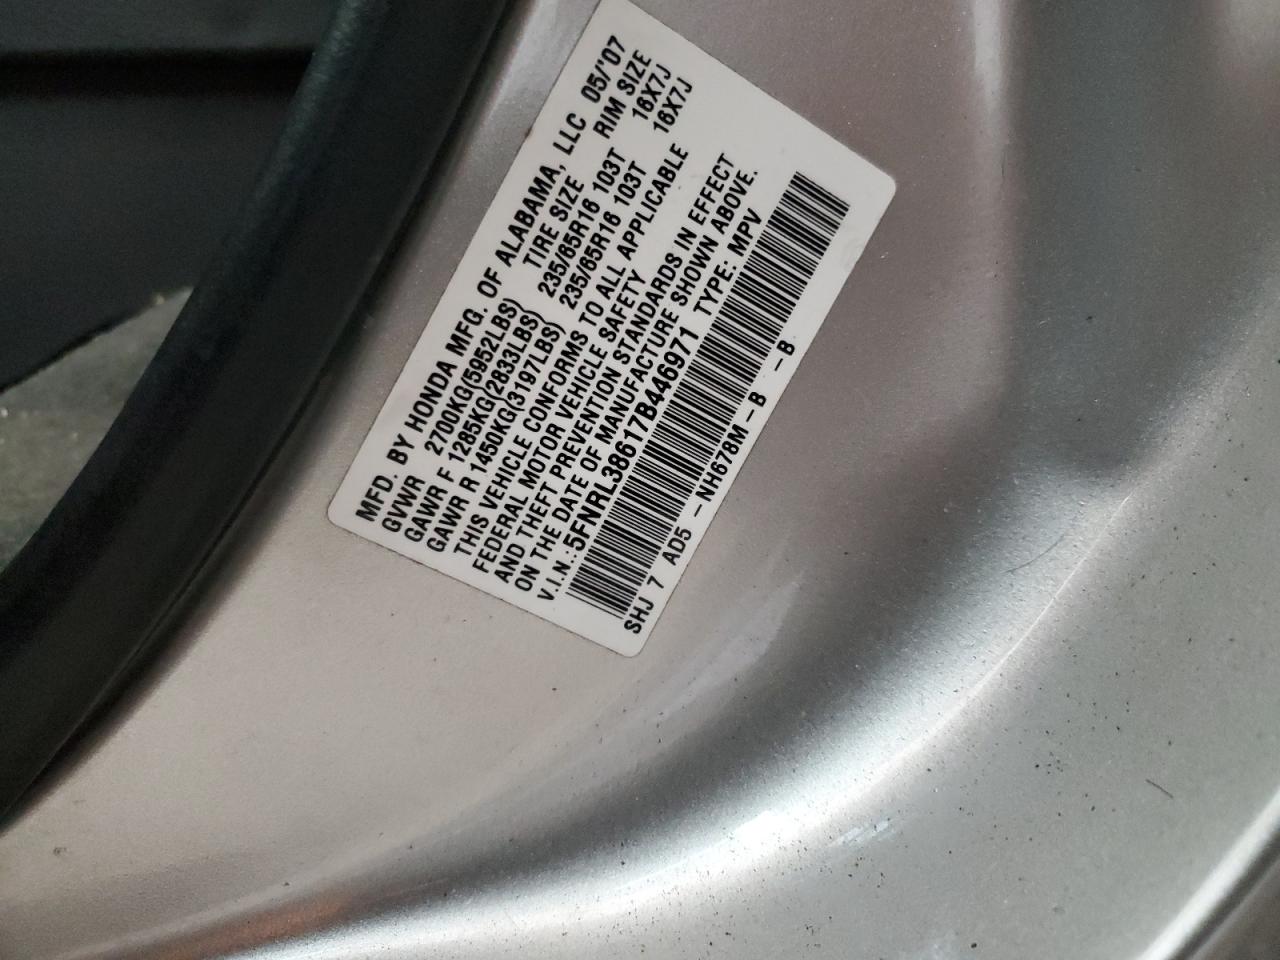 MFD. BY HONDA MFG. OF ALABAMA, LLC 05/'07
GVWR 2700KG(5952LBS) TIRE SIZE RIM SIZE
GAWR F 1285KG(2833LBS) 235/65R16 103T 16X7J
GAWR R 1450KG(3197LBS) 235/65R16 103T 16X7J
THIS VEHICLE CONFORMS TO ALL APPLICABLE
FEDERAL MOTOR VEHICLE SAFETY
AND THEFT PREVENTION STANDARDS IN EFFECT
ON THE DATE OF MANUFACTURE SHOWN ABOVE.
V.I.N.: 5FNRL38617B446971 TYPE: MPV
SHJ 7 AD5 -NH678M-B -B